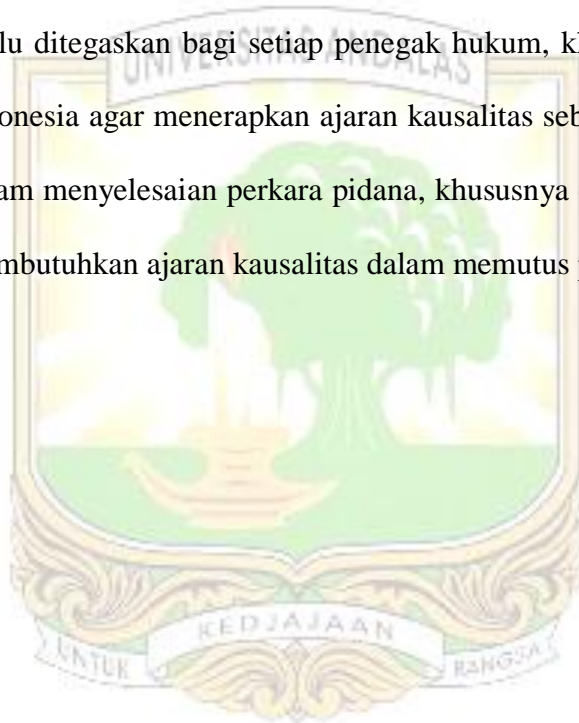 lu ditegaskan bagi setiap penegak hukum, kl
UNIVERSITAS ANDALAS
onesia agar menerapkan ajaran kausalitas seb
am menyelesaian perkara pidana, khususnya
mbutuhkan ajaran kausalitas dalam memutus p
KEDJAJAAN
UNTUK BANGSA